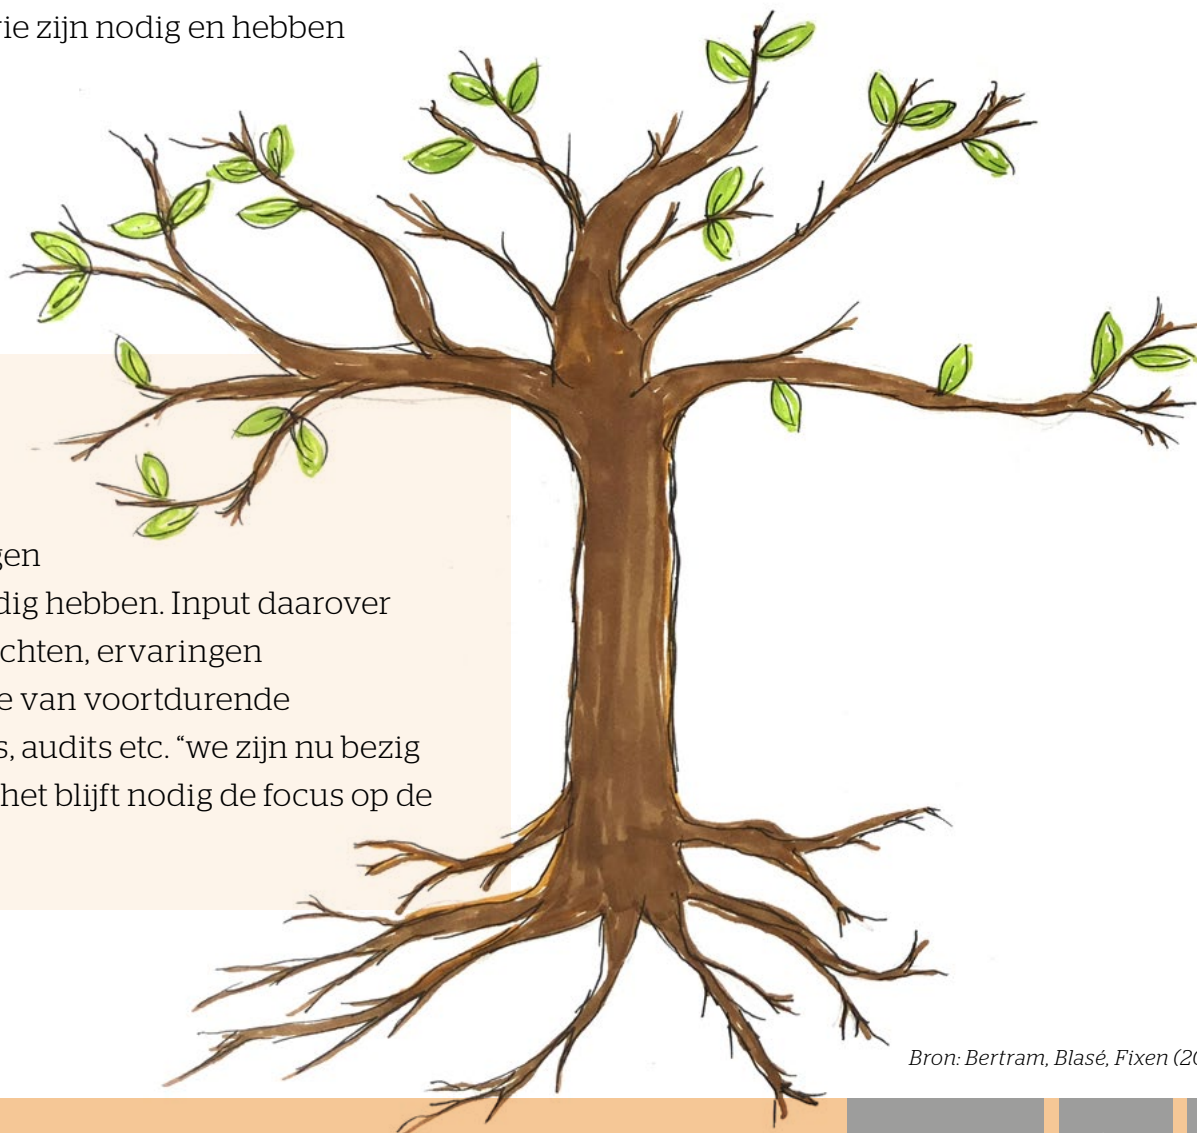 rie zijn nodig en hebben
gen
dig hebben. Input daarover
chten, ervaringen
e van voortdurende
s, audits etc. “we zijn nu bezig
het blijft nodig de focus op de
Bron: Bertram, Blasé, Fixen (20